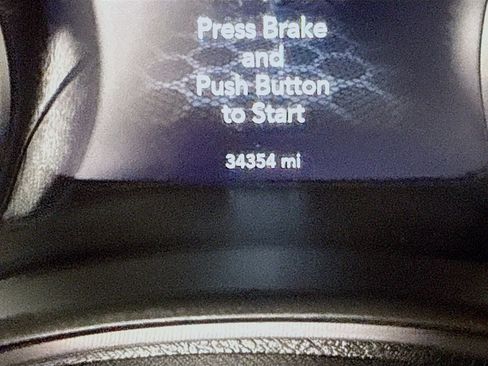 Press Brake
and
Push Button
to Start
34354 mi